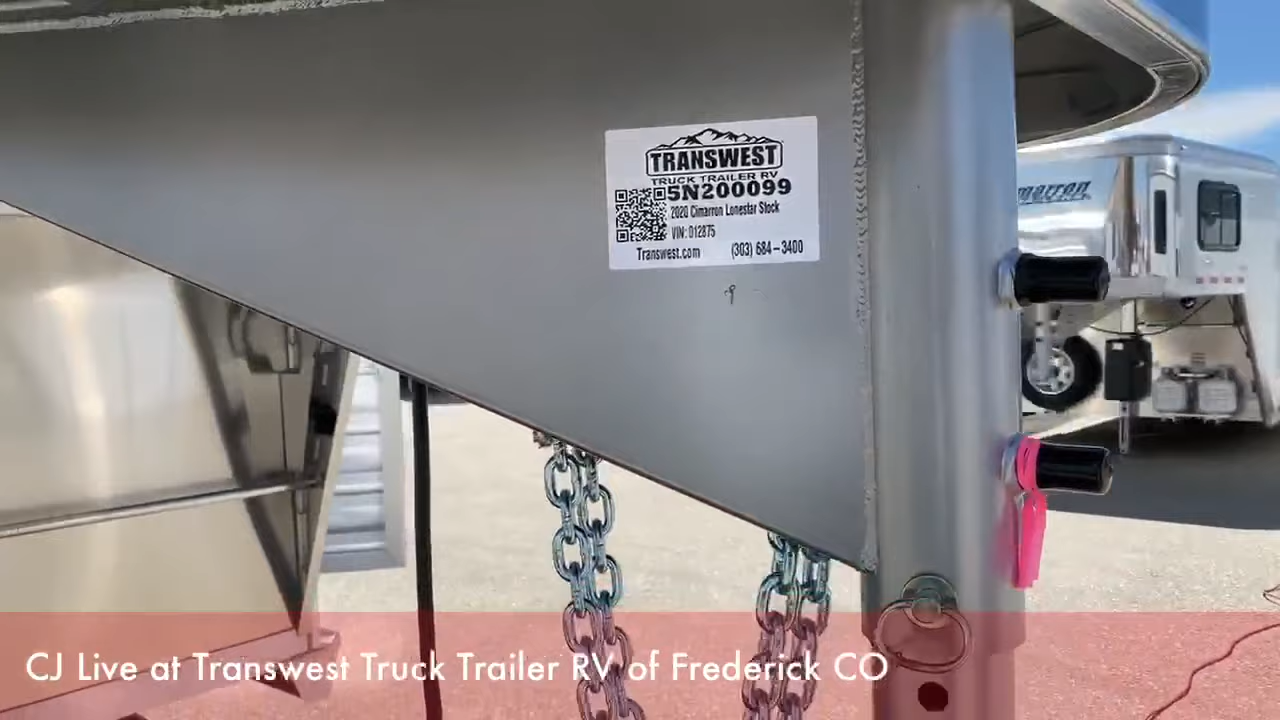 TRANSWEST
TRUCK TRAILER RV
5N200099
2020 Cimarron Lonestar Stock
VIN: 012875
Transwest.com (303) 684-3400
CJ Live at Transwest Truck Trailer RV of Frederick CO